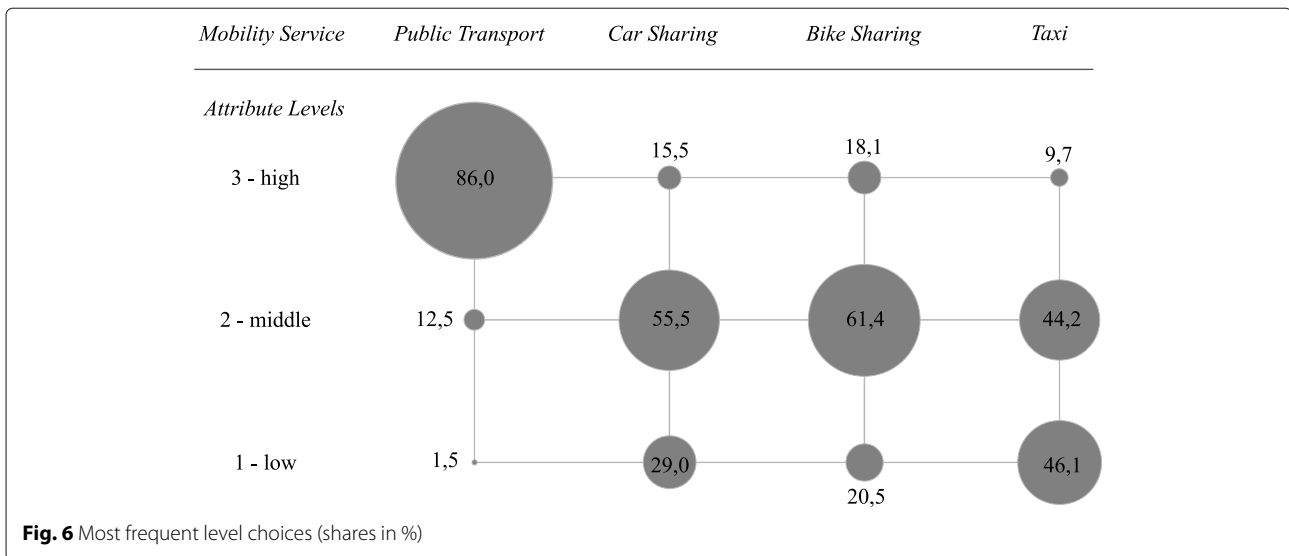 Mobility Service Public Transport Car Sharing Bike Sharing Taxi
Attribute Levels
3 - high 86,0 15,5 18,1 9,7
2 - middle 12,5 55,5 61,4 44,2
1 - low 1,5 29,0 20,5 46,1
Fig. 6 Most frequent level choices (shares in %)